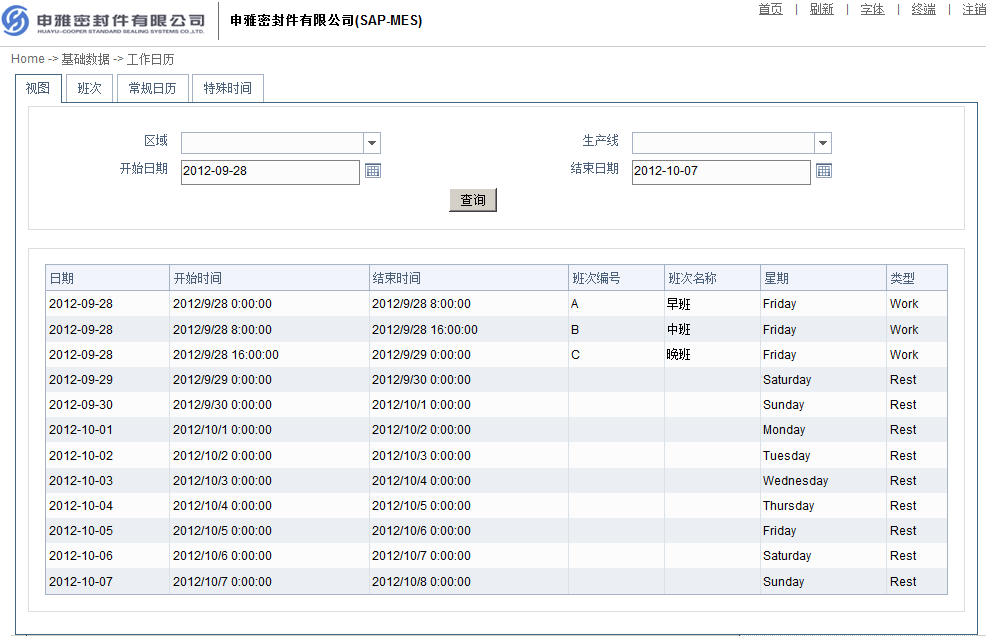 申雅密封件有限公司 申雅密封件有限公司(SAP-MES) 首页 | 刷新 | 字体 | 终端 | 注销
HUAYU-COOPER STANDARD SEALING SYSTEMS CO.,LTD.
Home -> 基础数据 -> 工作日历
视图 班次 常规日历 特殊时间
区域 生产线
开始日期 2012-09-28 结束日期 2012-10-07
查询
日期 开始时间 结束时间 班次编号 班次名称 星期 类型
2012-09-28 2012/9/28 0:00:00 2012/9/28 8:00:00 A 早班 Friday Work
2012-09-28 2012/9/28 8:00:00 2012/9/28 16:00:00 B 中班 Friday Work
2012-09-28 2012/9/28 16:00:00 2012/9/29 0:00:00 C 晚班 Friday Work
2012-09-29 2012/9/29 0:00:00 2012/9/30 0:00:00 Saturday Rest
2012-09-30 2012/9/30 0:00:00 2012/10/1 0:00:00 Sunday Rest
2012-10-01 2012/10/1 0:00:00 2012/10/2 0:00:00 Monday Rest
2012-10-02 2012/10/2 0:00:00 2012/10/3 0:00:00 Tuesday Rest
2012-10-03 2012/10/3 0:00:00 2012/10/4 0:00:00 Wednesday Rest
2012-10-04 2012/10/4 0:00:00 2012/10/5 0:00:00 Thursday Rest
2012-10-05 2012/10/5 0:00:00 2012/10/6 0:00:00 Friday Rest
2012-10-06 2012/10/6 0:00:00 2012/10/7 0:00:00 Saturday Rest
2012-10-07 2012/10/7 0:00:00 2012/10/8 0:00:00 Sunday Rest